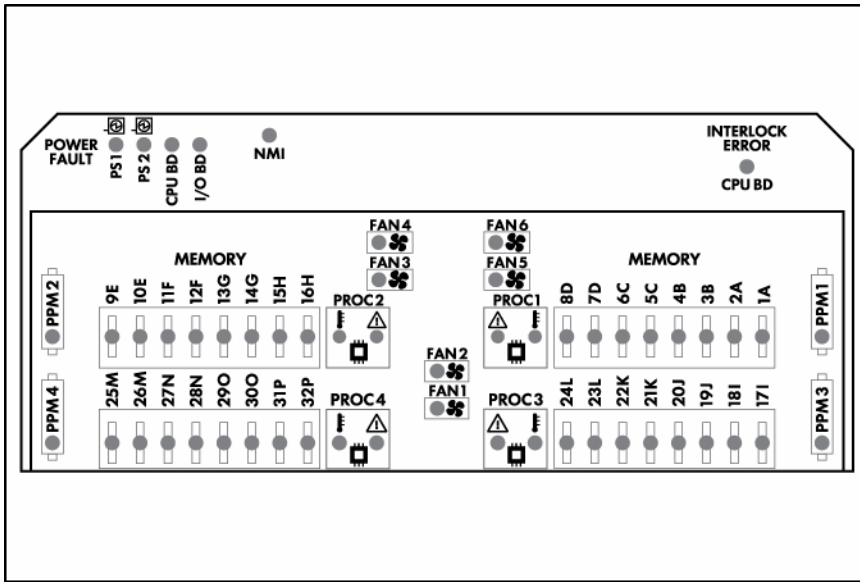 POWER
FAULT
PS1
PS2
CPU BD
I/O BD
NMI
INTERLOCK
ERROR
CPU BD
FAN4
FAN3
FAN6
FAN5
MEMORY
MEMORY
PPM2
9E
10E
11F
12F
13G
14G
15H
16H
PROC2
PROC1
8D
7D
6C
5C
4B
3B
2A
1A
PPM1
FAN2
FAN1
PPM4
25M
26M
27N
28N
29O
30O
31P
32P
PROC4
PROC3
24L
23L
22K
21K
20J
19J
18I
17I
PPM3